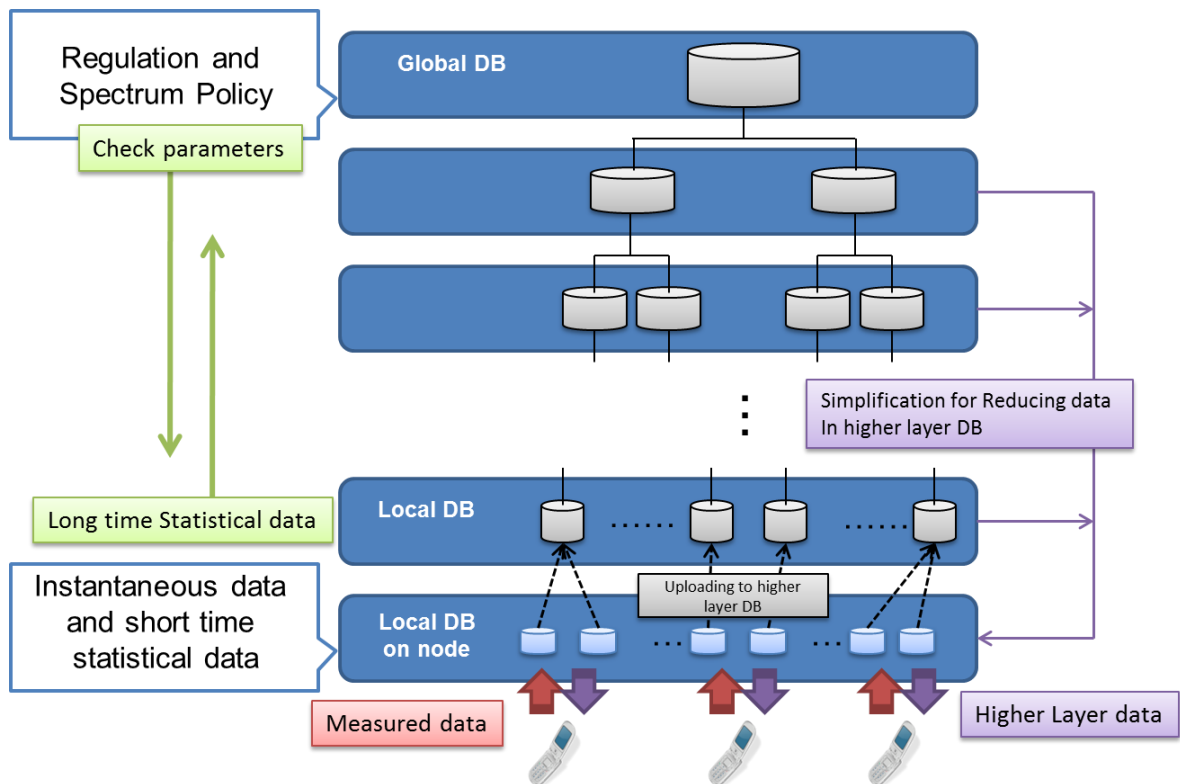 Regulation and
Spectrum Policy
Check parameters
Global DB
Simplification for Reducing data
In higher layer DB
Long time Statistical data
Local DB
......
......
Uploading to higher
layer DB
Instantaneous data
and short time
statistical data
Local DB
on node
...
...
Measured data
Higher Layer data